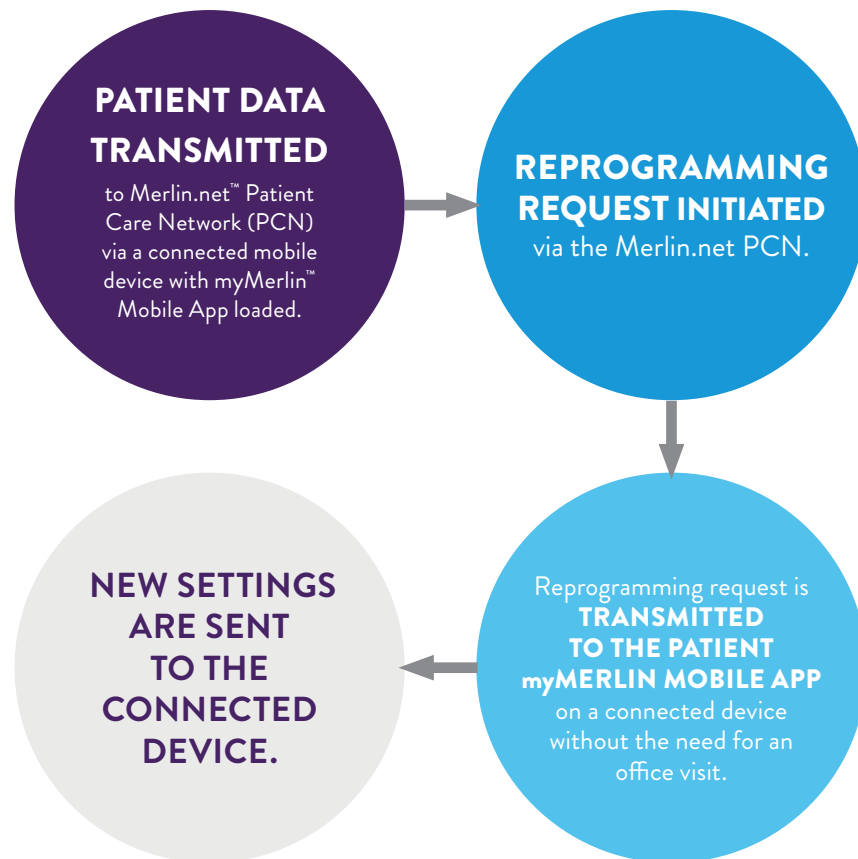 PATIENT DATA
TRANSMITTED
to Merlin.net™ Patient
Care Network (PCN)
via a connected mobile
device with myMerlin™
Mobile App loaded.
REPROGRAMMING
REQUEST INITIATED
via the Merlin.net PCN.
Reprogramming request is
TRANSMITTED
TO THE PATIENT
myMERLIN MOBILE APP
on a connected device
without the need for an
office visit.
NEW SETTINGS
ARE SENT
TO THE
CONNECTED
DEVICE.